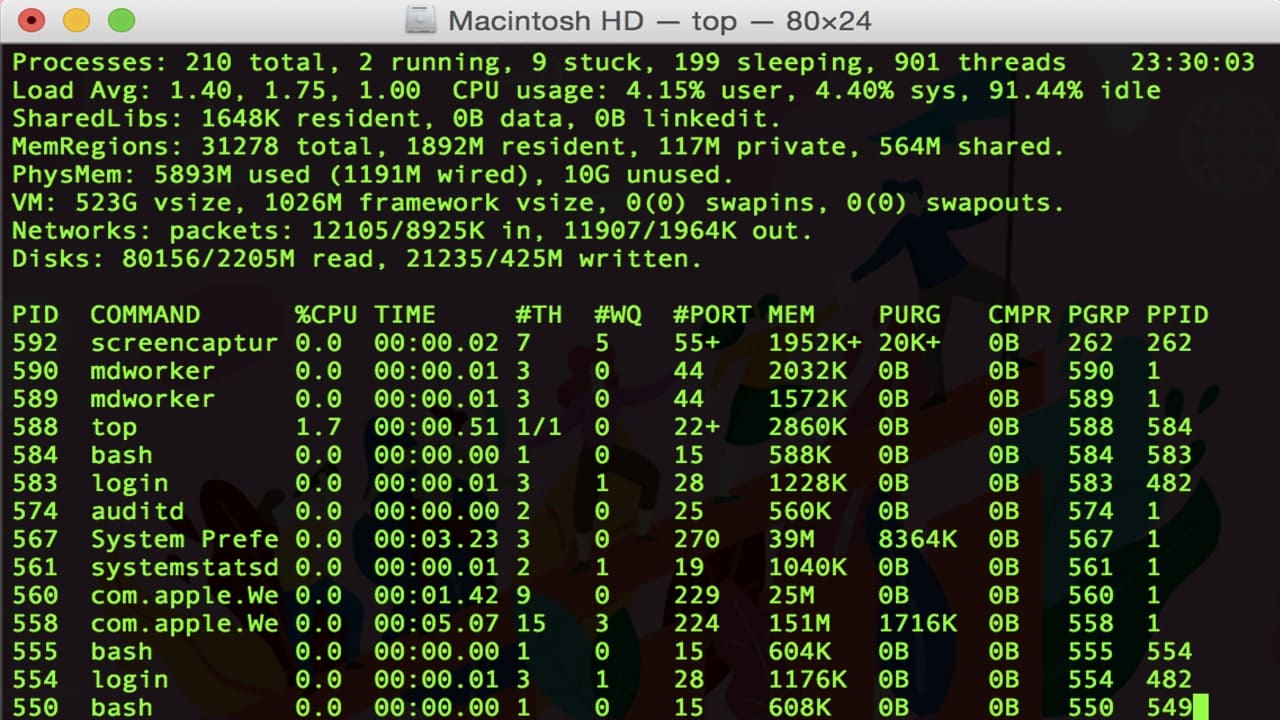 Macintosh HD — top — 80×24
Processes: 210 total, 2 running, 9 stuck, 199 sleeping, 901 threads 23:30:03
Load Avg: 1.40, 1.75, 1.00 CPU usage: 4.15% user, 4.40% sys, 91.44% idle
SharedLibs: 1648K resident, 0B data, 0B linkedit.
MemRegions: 31278 total, 1892M resident, 117M private, 564M shared.
PhysMem: 5893M used (1191M wired), 10G unused.
VM: 523G vsize, 1026M framework vsize, 0(0) swapins, 0(0) swapouts.
Networks: packets: 12105/8925K in, 11907/1964K out.
Disks: 80156/2205M read, 21235/425M written.
PID COMMAND %CPU TIME #TH #WQ #PORT MEM PURG CMPR PGRP PPID
592 screencaptur 0.0 00:00.02 7 5 55+ 1952K+ 20K+ 0B 262 262
590 mdworker 0.0 00:00.01 3 0 44 2032K 0B 0B 590 1
589 mdworker 0.0 00:00.01 3 0 44 1572K 0B 0B 589 1
588 top 1.7 00:00.51 1/1 0 22+ 2860K 0B 0B 588 584
584 bash 0.0 00:00.00 1 0 15 588K 0B 0B 584 583
583 login 0.0 00:00.01 3 1 28 1228K 0B 0B 583 482
574 auditd 0.0 00:00.00 2 0 25 560K 0B 0B 574 1
567 System Prefe 0.0 00:03.23 3 0 270 39M 8364K 0B 567 1
561 systemstatsd 0.0 00:00.01 2 1 19 1040K 0B 0B 561 1
560 com.apple.We 0.0 00:01.42 9 0 229 25M 0B 0B 560 1
558 com.apple.We 0.0 00:05.07 15 3 224 151M 1716K 0B 558 1
555 bash 0.0 00:00.00 1 0 15 604K 0B 0B 555 554
554 login 0.0 00:00.01 3 1 28 1176K 0B 0B 554 482
550 bash 0.0 00:00.00 1 0 15 608K 0B 0B 550 549